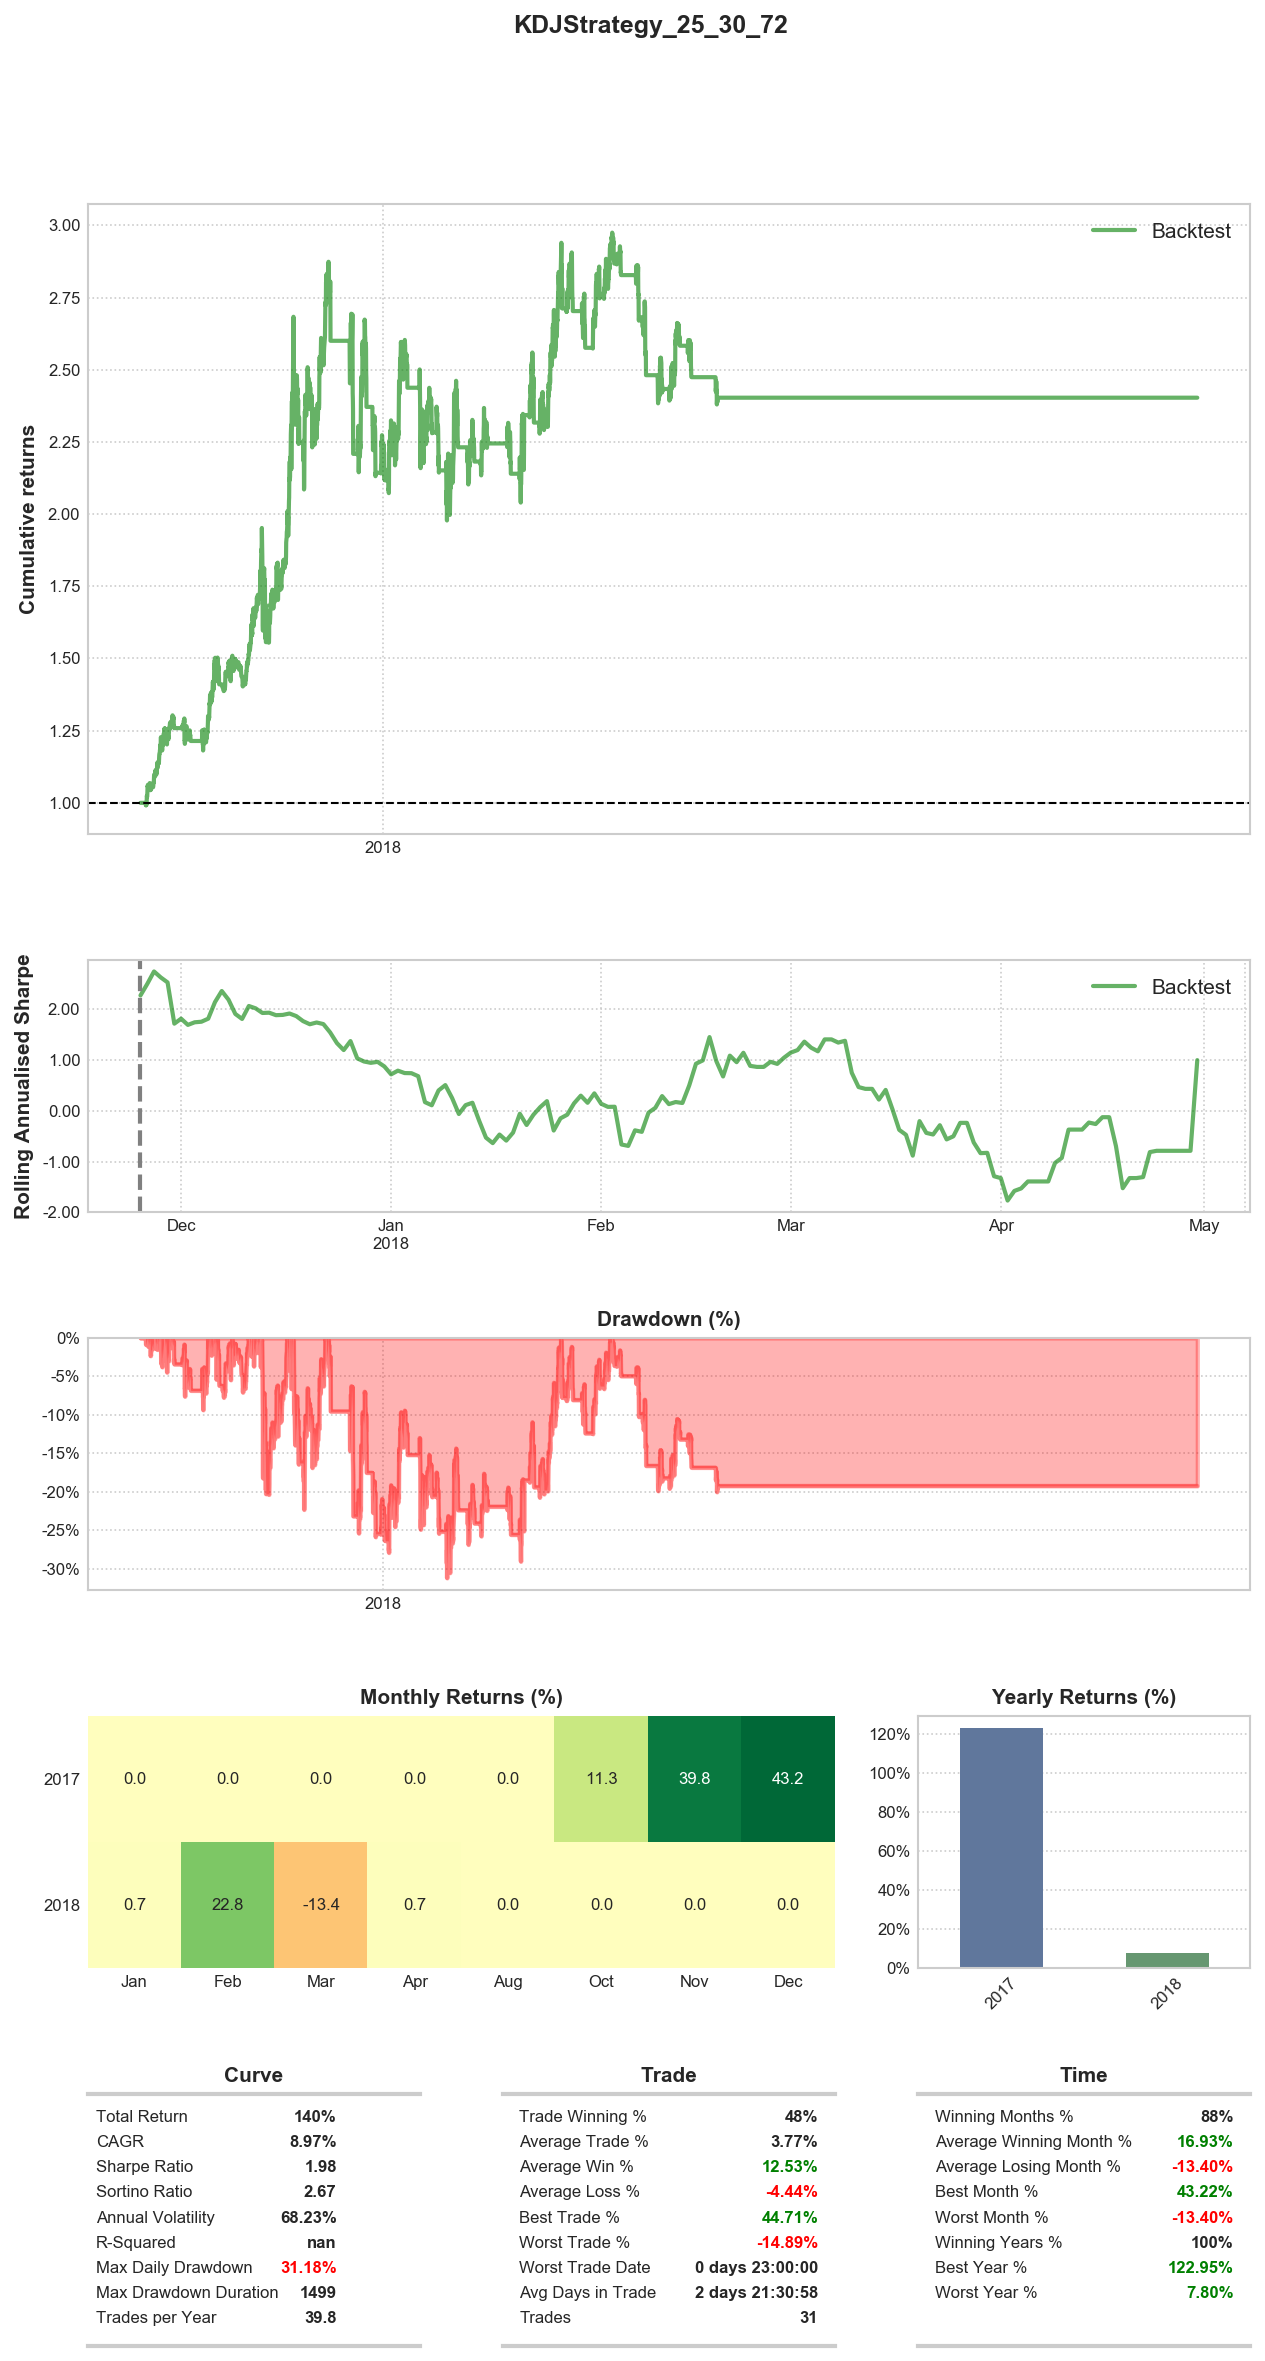 KDJStrategy_25_30_72
Cumulative returns
3.00
2.75
2.50
2.25
2.00
1.75
1.50
1.25
1.00
Backtest
2018
Rolling Annualised Sharpe
2.00
1.00
0.00
-1.00
-2.00
Backtest
Dec Jan Feb Mar Apr May
2018
Drawdown (%)
0%
-5%
-10%
-15%
-20%
-25%
-30%
2018
Monthly Returns (%)
2017 0.0 0.0 0.0 0.0 0.0 11.3 39.8 43.2
2018 0.7 22.8 -13.4 0.7 0.0 0.0 0.0 0.0
Jan Feb Mar Apr Aug Oct Nov Dec
Yearly Returns (%)
120%
100%
80%
60%
40%
20%
0%
2017 2018
Curve
Total Return 140%
CAGR 8.97%
Sharpe Ratio 1.98
Sortino Ratio 2.67
Annual Volatility 68.23%
R-Squared nan
Max Daily Drawdown 31.18%
Max Drawdown Duration 1499
Trades per Year 39.8
Trade
Trade Winning % 48%
Average Trade % 3.77%
Average Win % 12.53%
Average Loss % -4.44%
Best Trade % 44.71%
Worst Trade % -14.89%
Worst Trade Date 0 days 23:00:00
Avg Days in Trade 2 days 21:30:58
Trades 31
Time
Winning Months % 88%
Average Winning Month % 16.93%
Average Losing Month % -13.40%
Best Month % 43.22%
Worst Month % -13.40%
Winning Years % 100%
Best Year % 122.95%
Worst Year % 7.80%